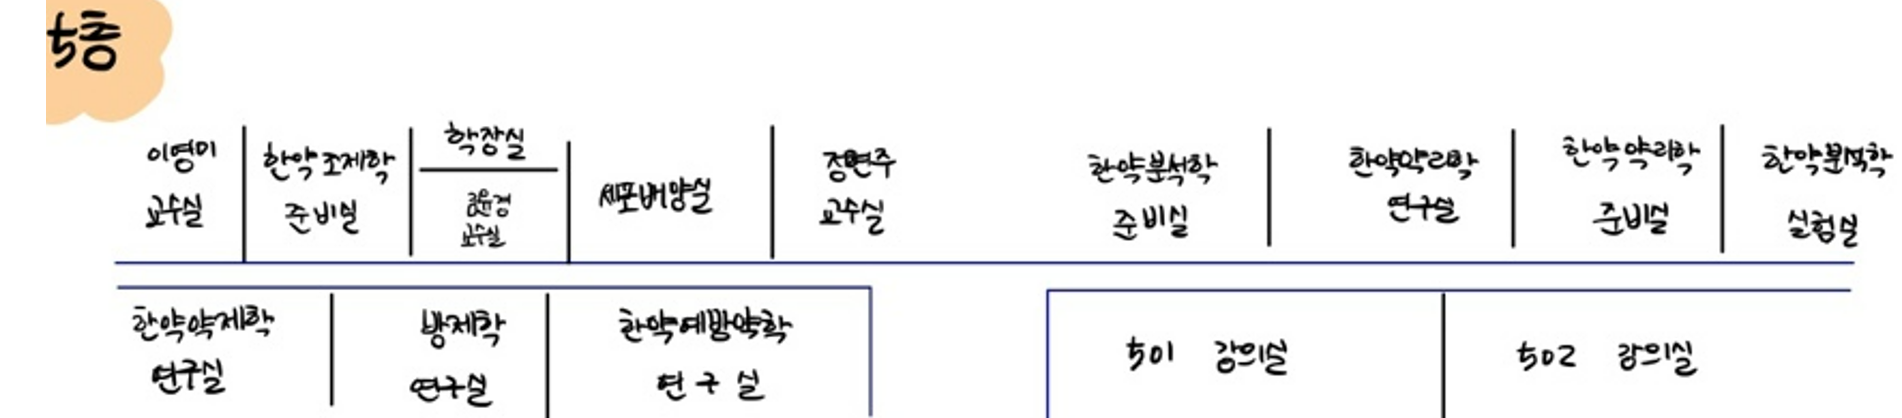 5층
이영미
교수실
한약조제학
준비실
학장실
교수실
세포배양실
정현주
교수실
한약분석학
준비실
한약약리학
연구실
한약약리학
준비실
한약분석학
실험실
한약약제학
연구실
방제학
연구실
한약예방약학
연구실
501 강의실
502 강의실